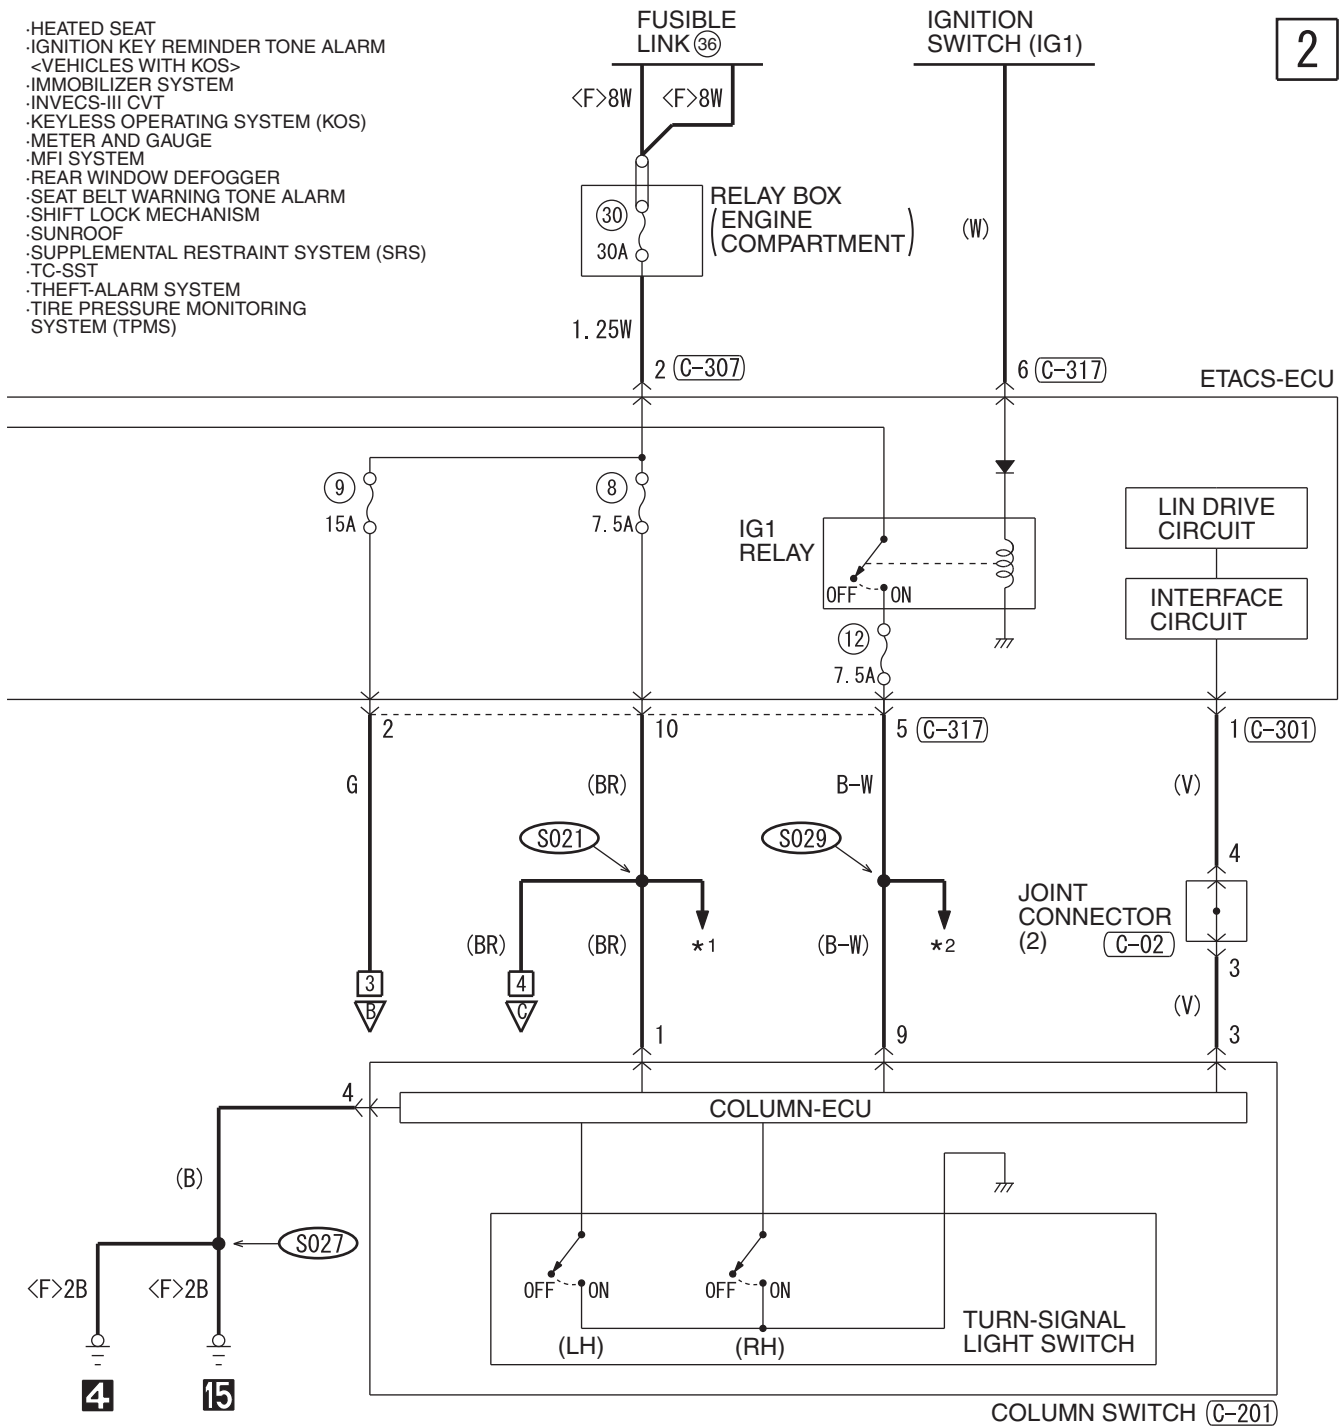 ·HEATED SEAT
·IGNITION KEY REMINDER TONE ALARM
<VEHICLES WITH KOS>
·IMMOBILIZER SYSTEM
·INVECS-III CVT
·KEYLESS OPERATING SYSTEM (KOS)
·METER AND GAUGE
·MFI SYSTEM
·REAR WINDOW DEFOGGER
·SEAT BELT WARNING TONE ALARM
·SHIFT LOCK MECHANISM
·SUNROOF
·SUPPLEMENTAL RESTRAINT SYSTEM (SRS)
·TC-SST
·THEFT-ALARM SYSTEM
·TIRE PRESSURE MONITORING
SYSTEM (TPMS)
FUSIBLE
LINK 36
IGNITION
SWITCH (IG1)
2
<F>8W
<F>8W
30
30A
RELAY BOX
(ENGINE
COMPARTMENT)
(W)
1.25W
2 C-307
6 C-317
ETACS-ECU
9
15A
8
7.5A
IG1
RELAY
OFF
ON
12
7.5A
LIN DRIVE
CIRCUIT
INTERFACE
CIRCUIT
2
10
5 C-317
1 C-301
G
(BR)
B-W
(V)
S021
S029
4
JOINT
CONNECTOR
(2)
C-02
(BR)
(BR)
*1
(B-W)
*2
3
3
B
4
C
(V)
1
9
3
4
COLUMN-ECU
(B)
S027
<F>2B
<F>2B
4
15
OFF
ON
(LH)
OFF
ON
(RH)
TURN-SIGNAL
LIGHT SWITCH
COLUMN SWITCH C-201